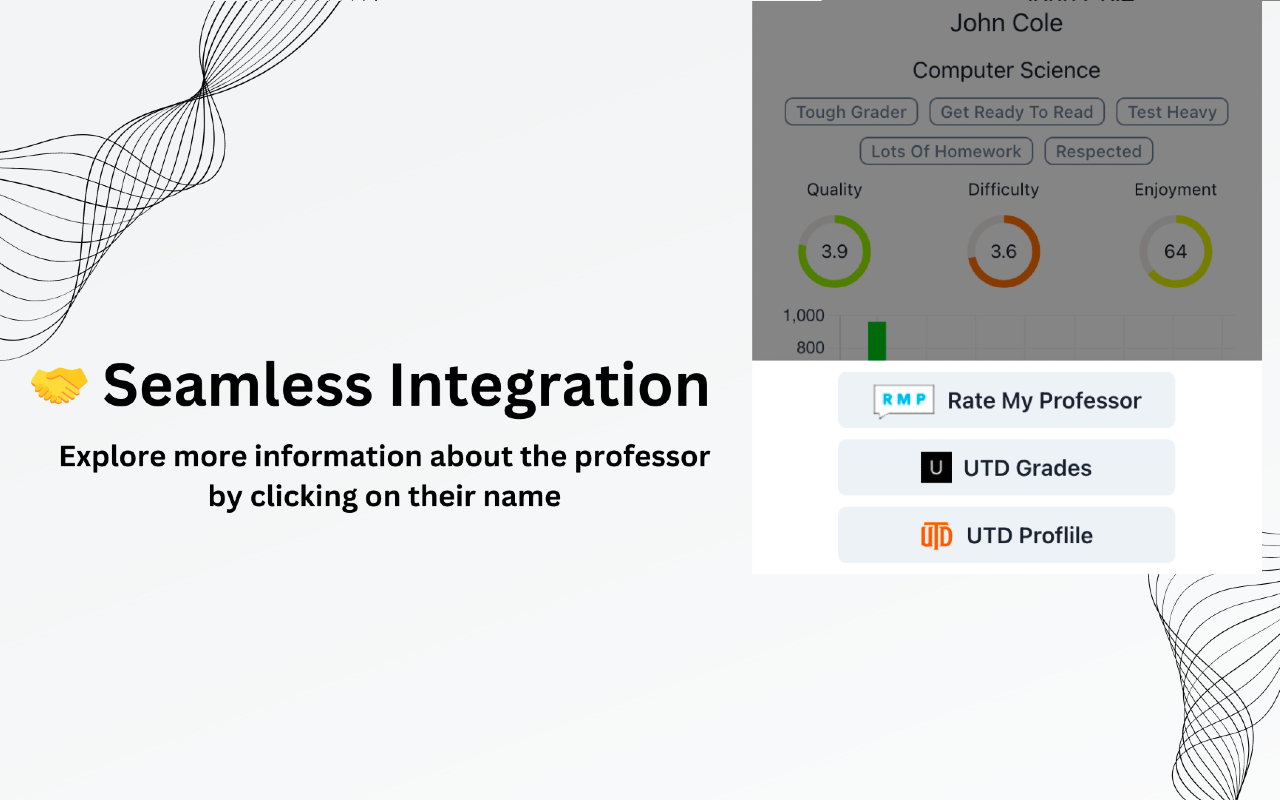 John Cole
Computer Science
Tough Grader Get Ready To Read Test Heavy
Lots Of Homework Respected
Quality Difficulty Enjoyment
3.9 3.6 64
1,000
800
🤝 Seamless Integration
Explore more information about the professor
by clicking on their name
RMP Rate My Professor
U UTD Grades
UTD UTD Proflile